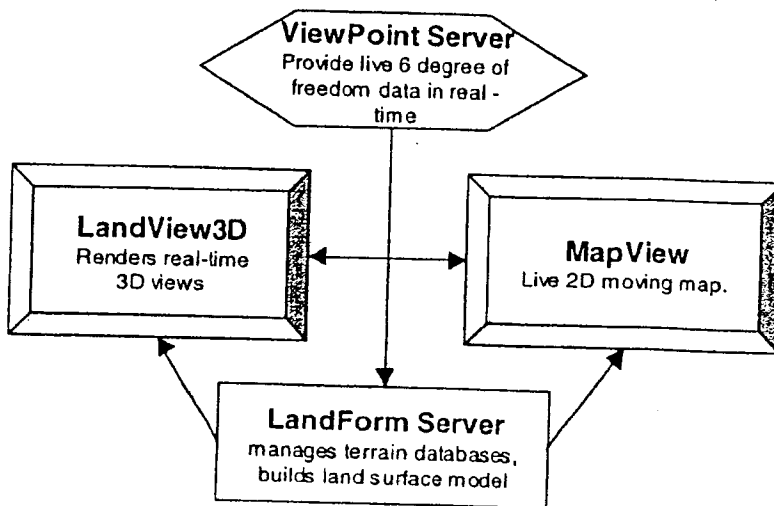 ViewPoint Server
Provide live 6 degree of
freedom data in real -
time
LandView3D
Renders real-time
3D views
MapView
Live 2D moving map.
LandForm Server
manages terrain databases,
builds land surface model